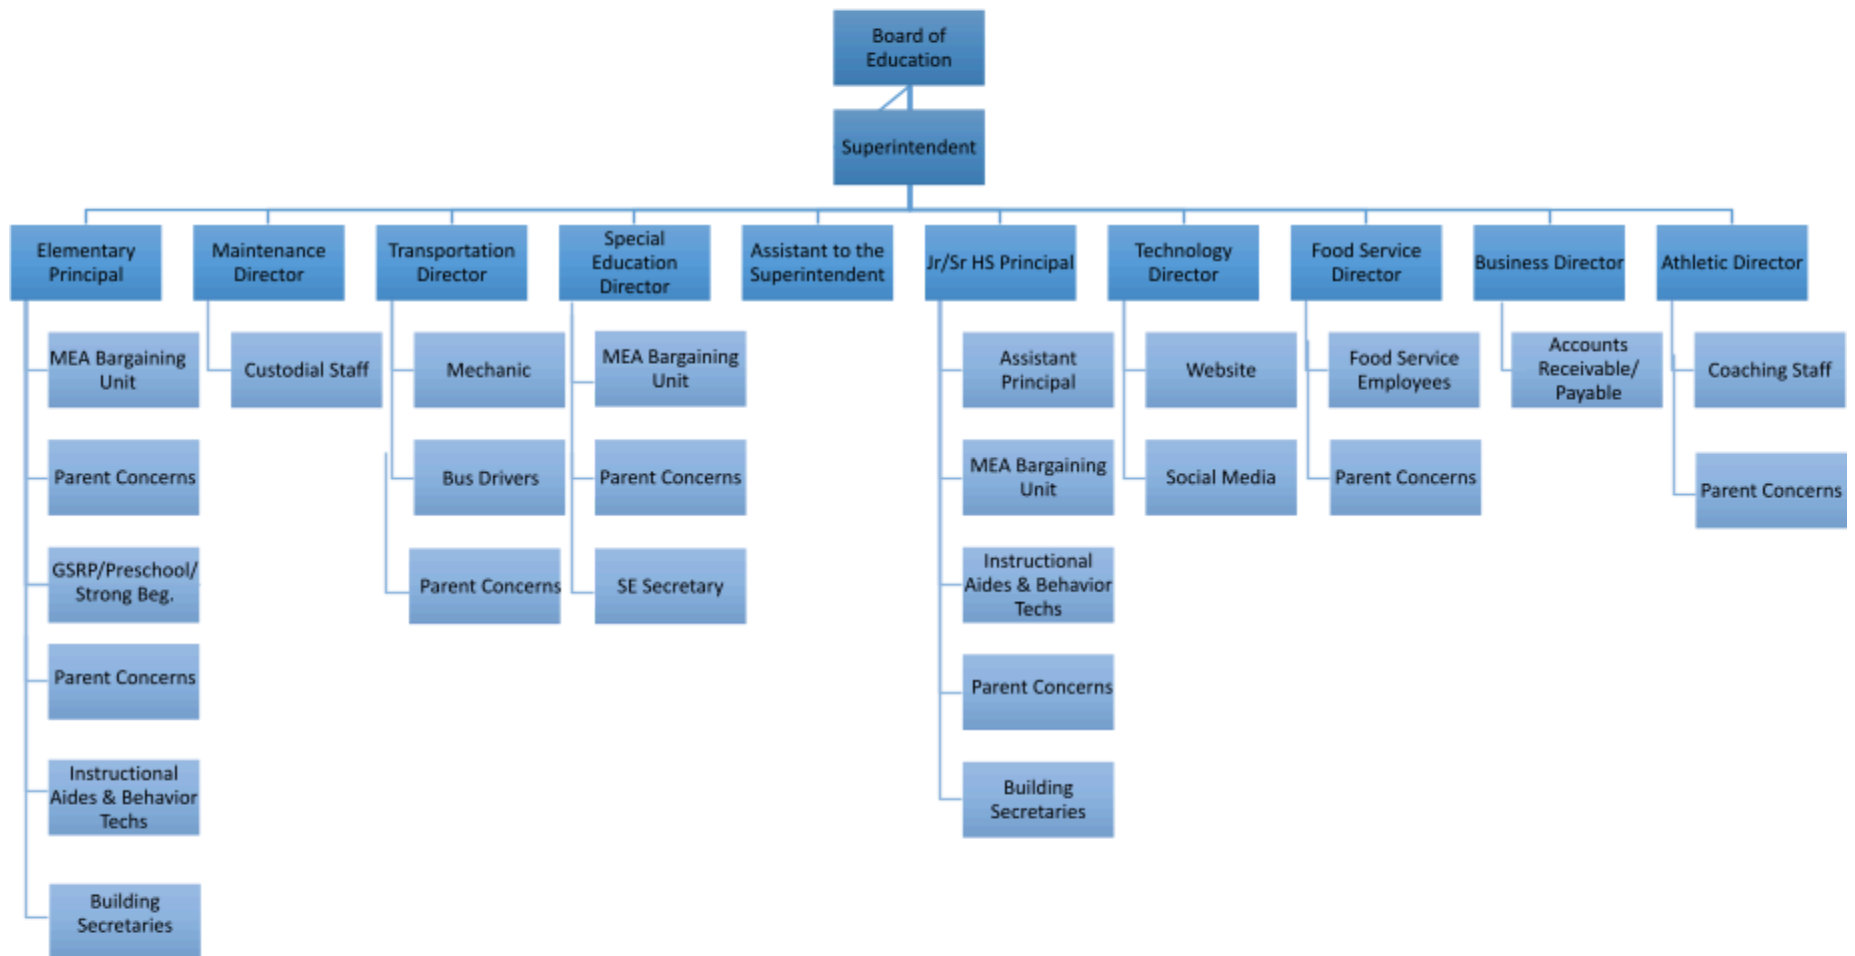 Board of
Education
Superintendent
Elementary
Principal
Maintenance
Director
Transportation
Director
Special
Education
Director
Assistant to the
Superintendent
Jr/Sr HS Principal
Technology
Director
Food Service
Director
Business Director
Athletic Director
MEA Bargaining
Unit
Parent Concerns
GSRP/Preschool/
Strong Beg.
Parent Concerns
Instructional
Aides & Behavior
Techs
Building
Secretaries
Custodial Staff
Mechanic
Bus Drivers
Parent Concerns
MEA Bargaining
Unit
Parent Concerns
SE Secretary
Assistant
Principal
MEA Bargaining
Unit
Instructional
Aides & Behavior
Techs
Parent Concerns
Building
Secretaries
Website
Social Media
Food Service
Employees
Parent Concerns
Accounts
Receivable/
Payable
Coaching Staff
Parent Concerns